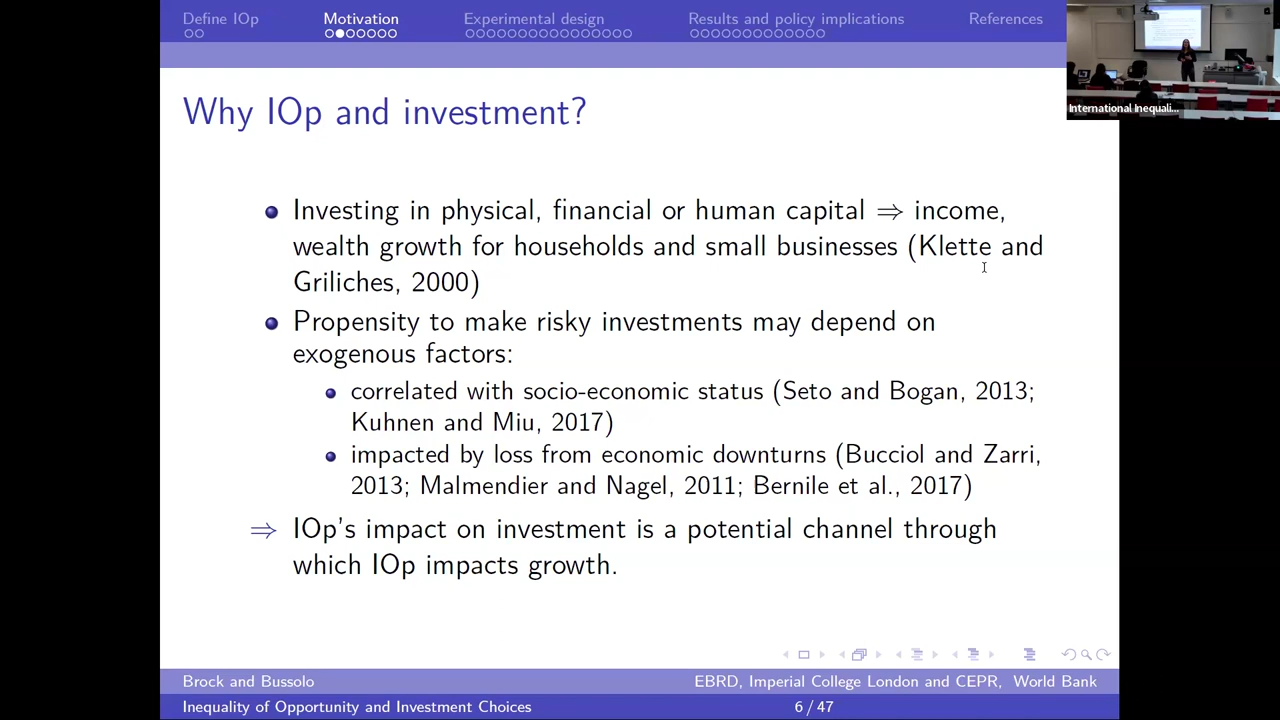 Define IOp
Motivation
Experimental design
Results and policy implications
References
International Inequali...
Why IOp and investment?
Investing in physical, financial or human capital ⇒ income,
wealth growth for households and small businesses (Klette and
Griliches, 2000)
Propensity to make risky investments may depend on
exogenous factors:
correlated with socio-economic status (Seto and Bogan, 2013;
Kuhnen and Miu, 2017)
impacted by loss from economic downturns (Bucciol and Zarri,
2013; Malmendier and Nagel, 2011; Bernile et al., 2017)
⇒ IOp's impact on investment is a potential channel through
which IOp impacts growth.
Brock and Bussolo
EBRD, Imperial College London and CEPR, World Bank
Inequality of Opportunity and Investment Choices
6 / 47